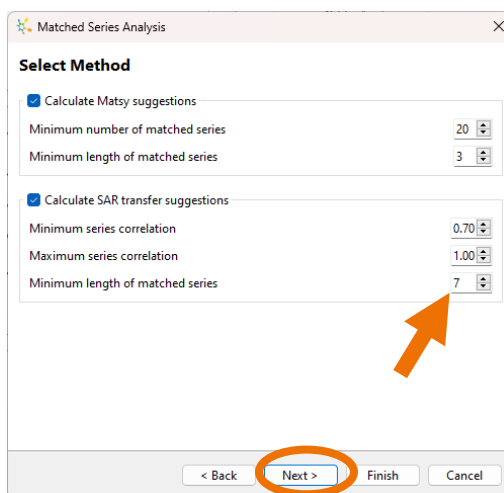 Matched Series Analysis
Select Method
Calculate Matsy suggestions
Minimum number of matched series 20
Minimum length of matched series 3
Calculate SAR transfer suggestions
Minimum series correlation 0.70
Maximum series correlation 1.00
Minimum length of matched series 7
< Back Next > Finish Cancel